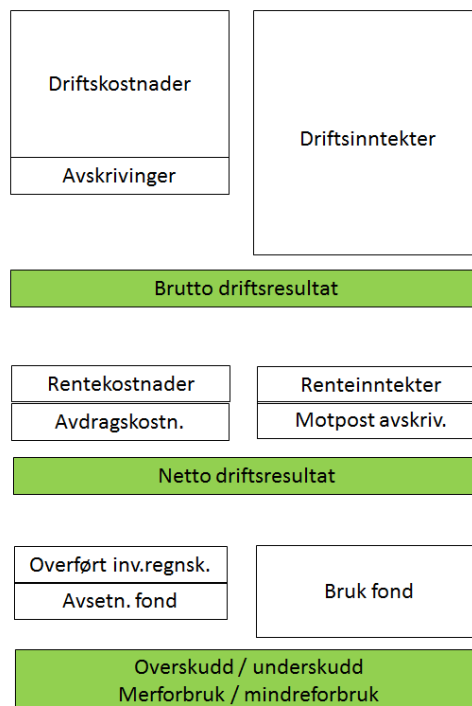 Driftskostnader
Avskrivinger
Driftsinntekter
Brutto driftsresultat
Rentekostnader
Renteinntekter
Avdragskostn.
Motpost avskriv.
Netto driftsresultat
Overført inv.regnsk.
Avsetn. fond
Bruk fond
Overskudd / underskudd
Merforbruk / mindreforbruk